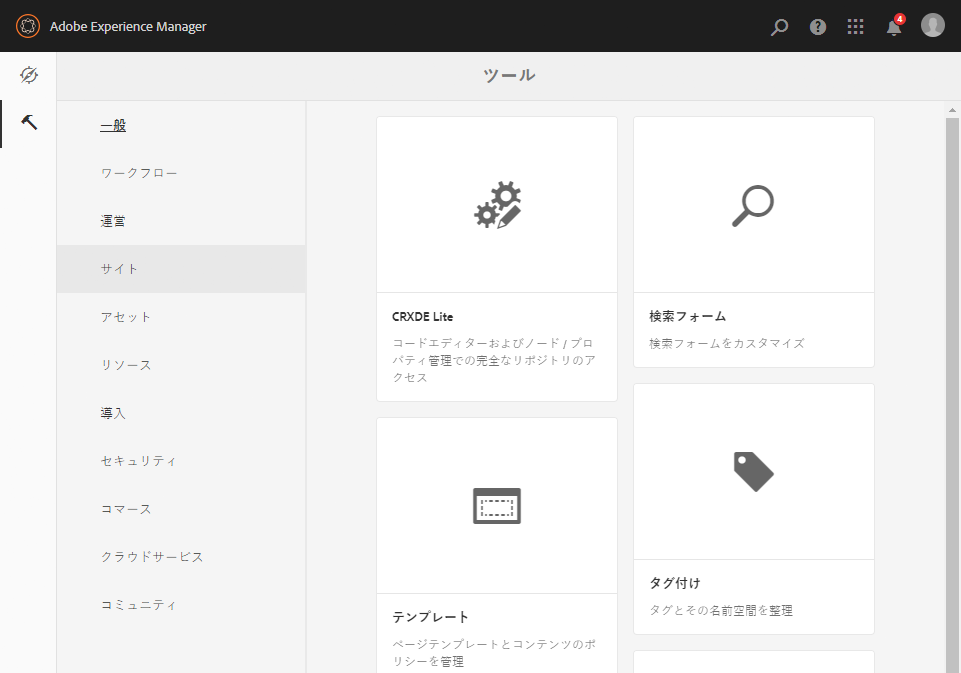 Adobe Experience Manager
4
ツール
一般
ワークフロー
運営
サイト
アセット
リソース
導入
セキュリティ
コマース
クラウドサービス
コミュニティ
CRXDE Lite
コードエディターおよびノード / プロ
パティ管理での完全なリポジトリのア
クセス
検索フォーム
検索フォームをカスタマイズ
テンプレート
ページテンプレートとコンテンツのポ
リシーを管理
タグ付け
タグとその名前空間を整理